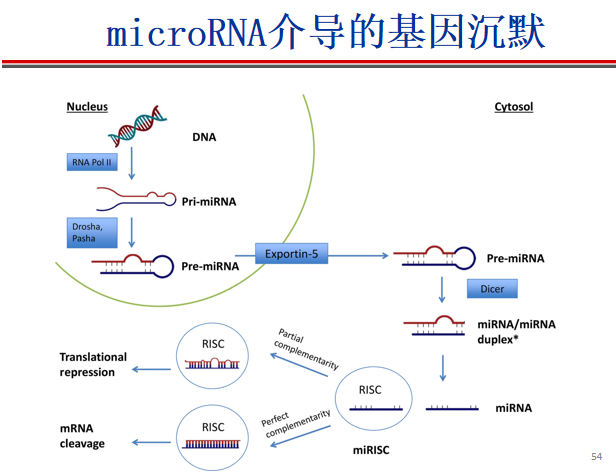 microRNA介导的基因沉默
Nucleus
Cytosol
DNA
RNA Pol II
Pri-miRNA
Drosha,
Pasha
Pre-miRNA
Exportin-5
Pre-miRNA
Dicer
miRNA/miRNA
duplex*
miRNA
RISC
miRISC
Partial
complementarity
RISC
Translational
repression
Perfect
complementarity
RISC
mRNA
cleavage
54